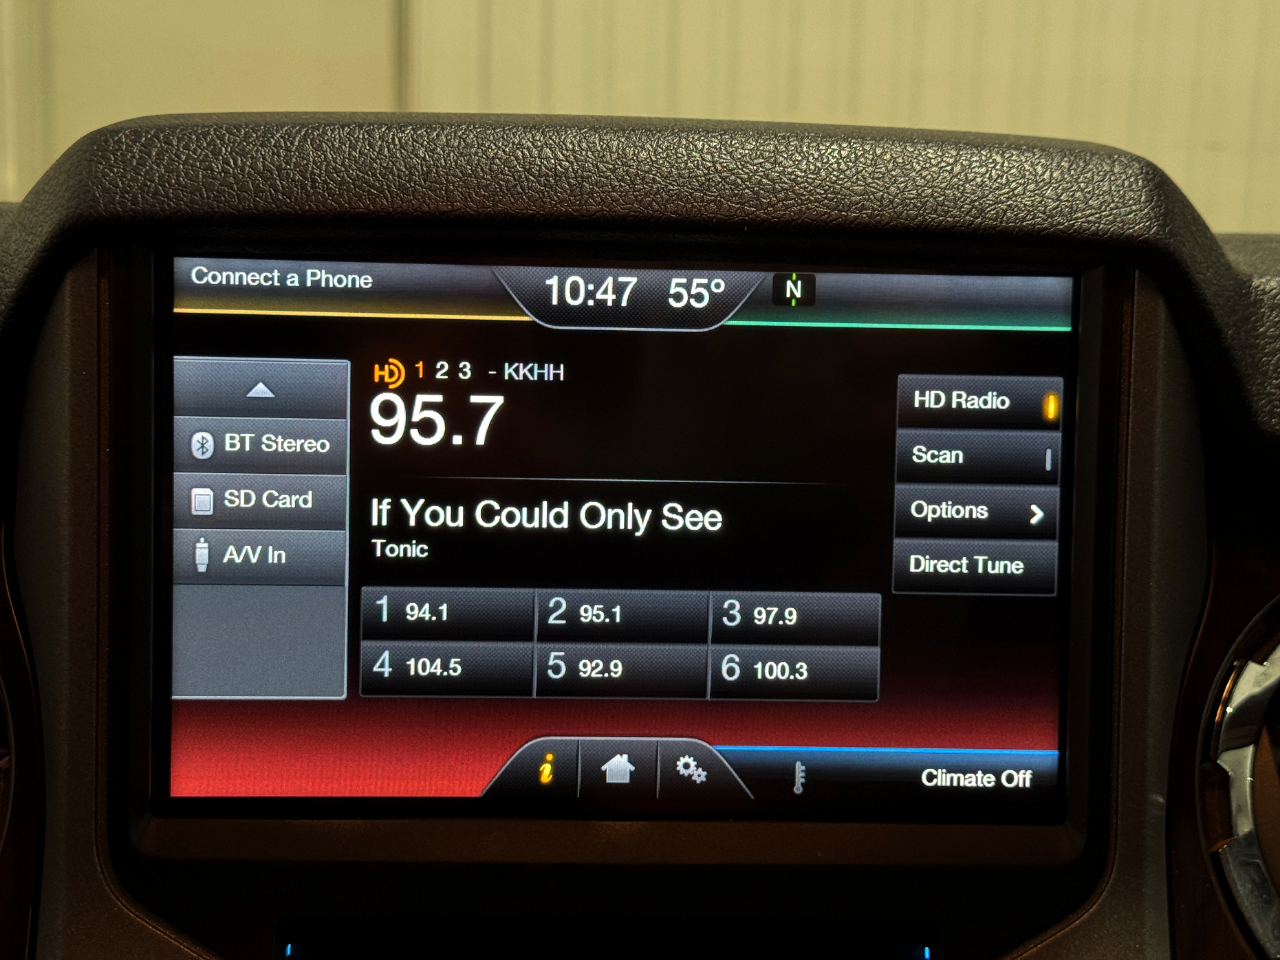 Connect a Phone
10:47 55° N
HD 1 2 3 - KKHH
95.7
BT Stereo
SD Card
A/V In
If You Could Only See
Tonic
1 94.1 2 95.1 3 97.9
4 104.5 5 92.9 6 100.3
HD Radio
Scan
Options
Direct Tune
i
Climate Off